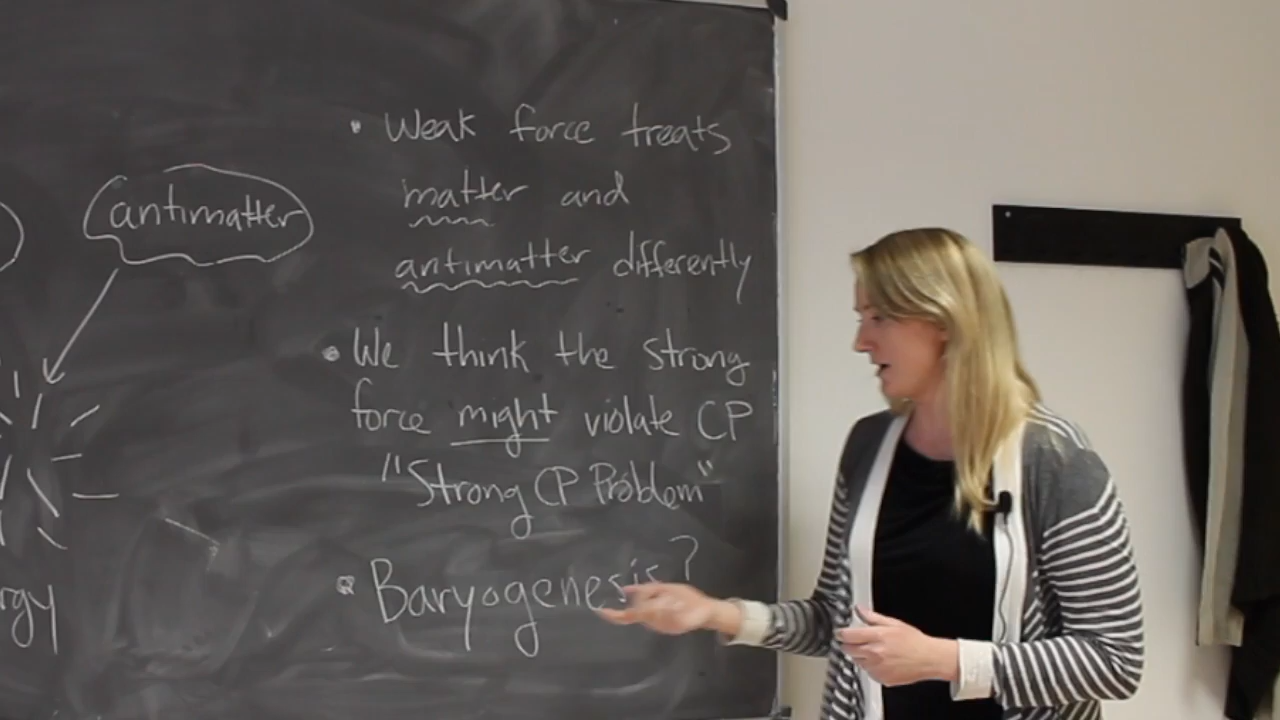 antimatter
rgy
• Weak force treats
matter and
antimatter differently
• We think the strong
force might violate CP
"Strong CP Problem"
• Baryogenesis?